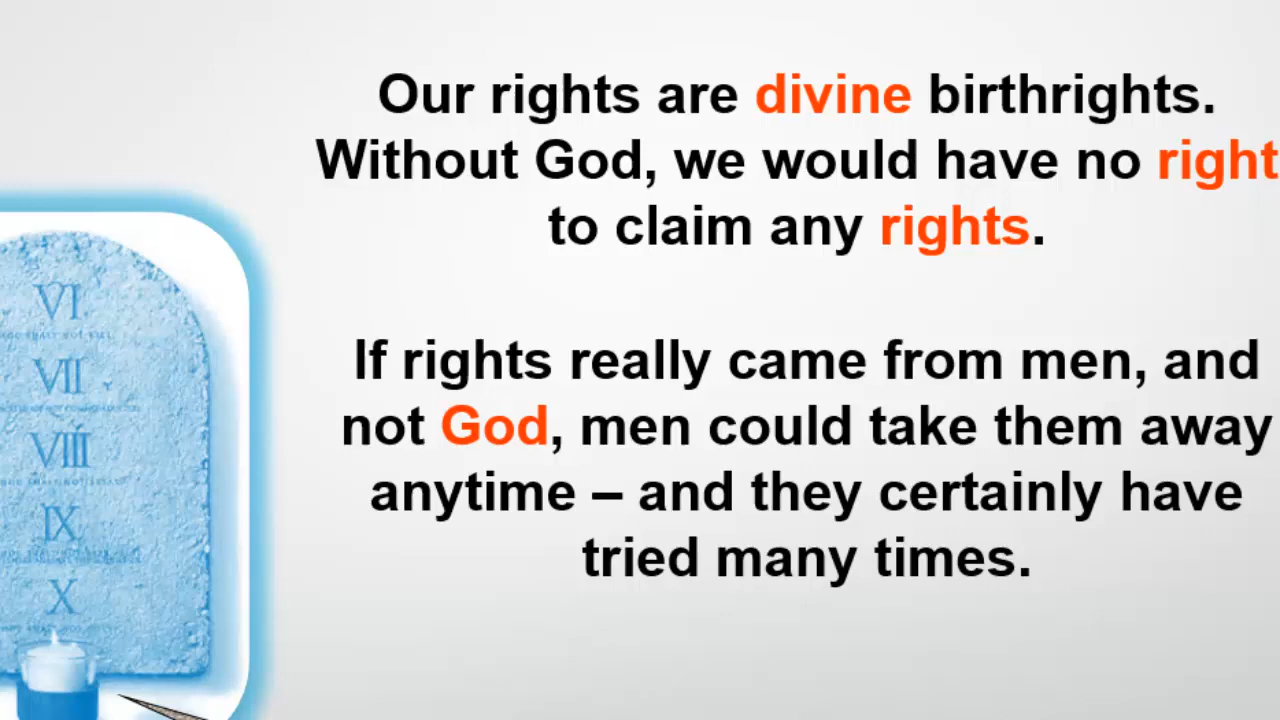 Our rights are divine birthrights.
Without God, we would have no right
to claim any rights.
If rights really came from men, and
not God, men could take them away
anytime – and they certainly have
tried many times.
VI
VII
VIII
IX
X